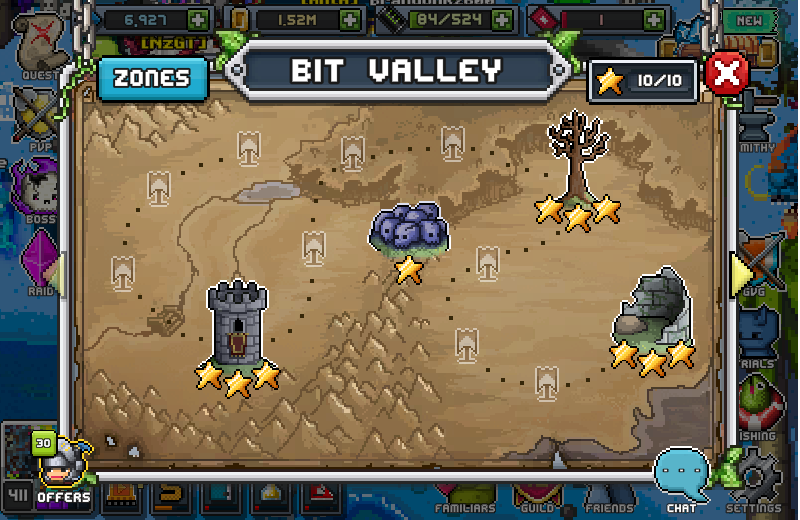 6,927
1,52M
84/524
1
NEW
[NZGT]
QUEST
ZONES
BIT VALLEY
10/10
PVP
MITHY
BOSS
RAID
GVG
RIALS
ISHING
30
411
OFFERS
FAMILIARS
GUILD
FRIENDS
CHAT
SETTINGS